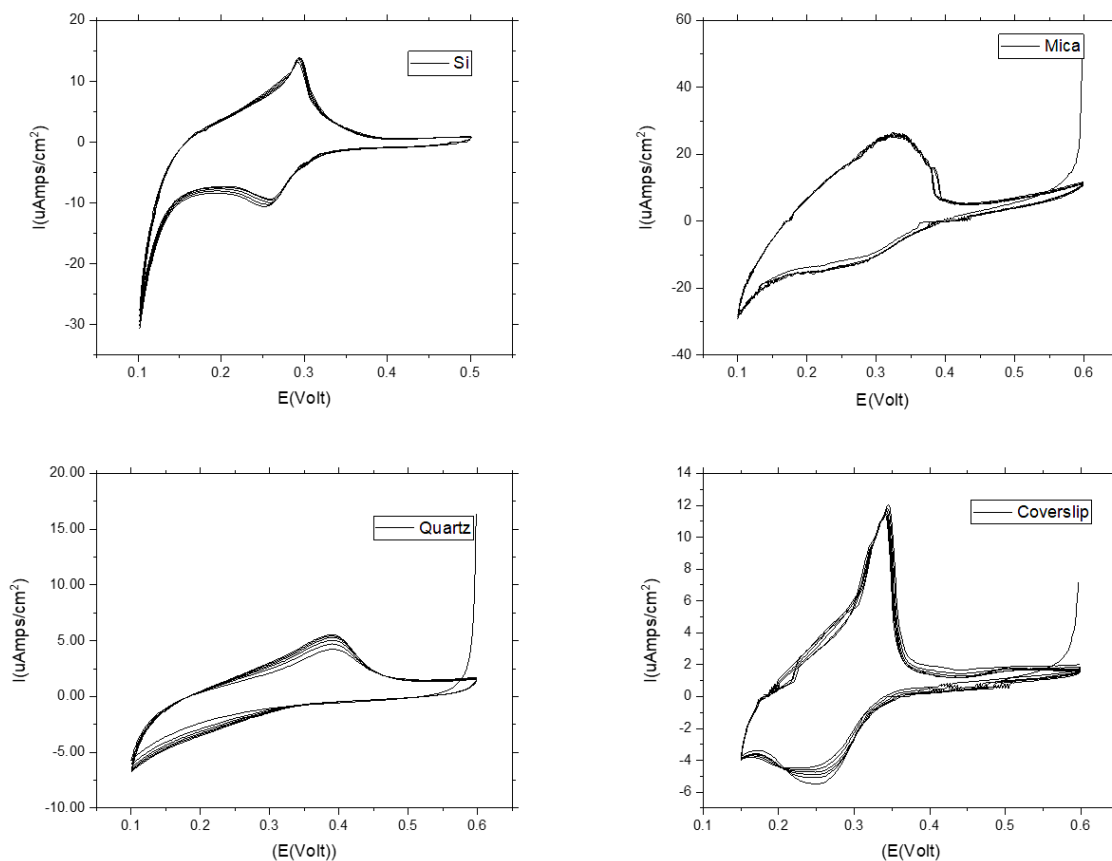 20
10
0
-10
-20
-30
I(uAmps/cm²)
Si
0.1 0.2 0.3 0.4 0.5
E(Volt)
60
40
20
0
-20
-40
I(uAmps/cm²)
Mica
0.1 0.2 0.3 0.4 0.5 0.6
E(Volt)
20.00
15.00
10.00
5.00
0.00
-5.00
-10.00
I(uAmps/cm²)
Quartz
0.1 0.2 0.3 0.4 0.5 0.6
(E(Volt))
14
12
10
8
6
4
2
0
-2
-4
-6
I(uAmps/cm²)
Coverslip
0.1 0.2 0.3 0.4 0.5 0.6
(E(Volt)